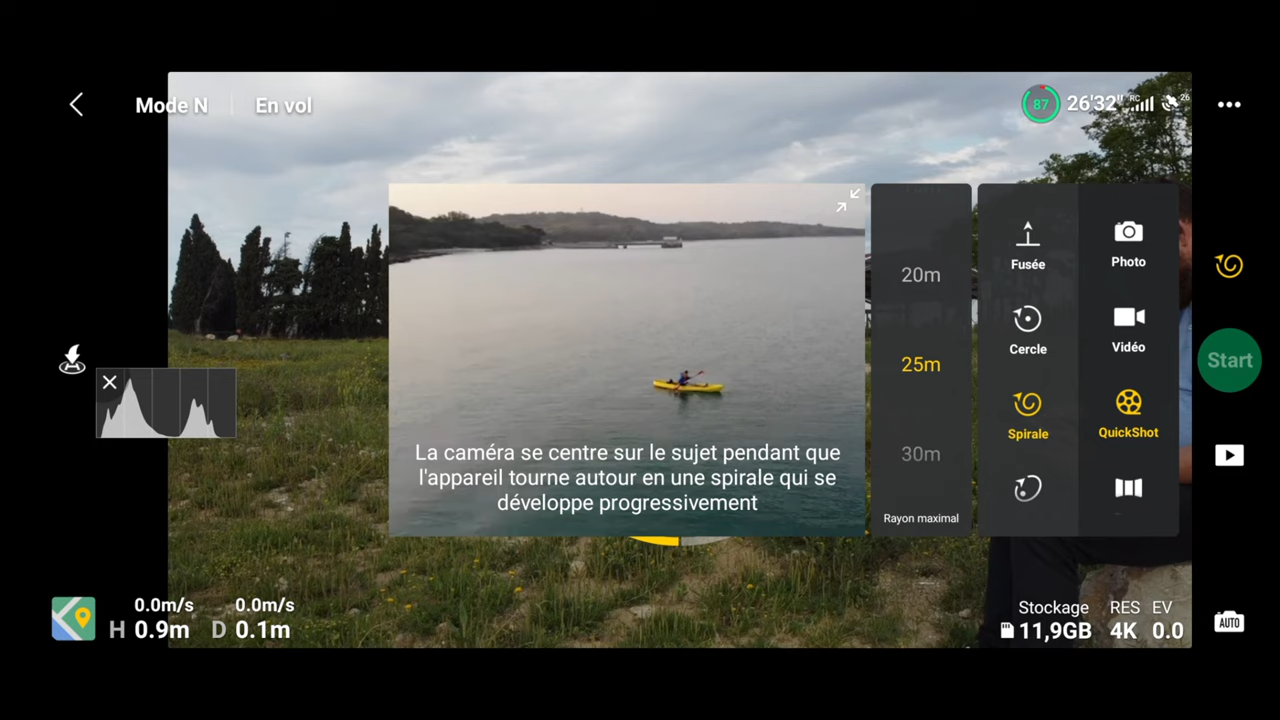 Mode N
En vol
87
26'32"
RC
26
20m
25m
30m
Rayon maximal
Fusée
Cercle
Spirale
Photo
Vidéo
QuickShot
Start
La caméra se centre sur le sujet pendant que
l'appareil tourne autour en une spirale qui se
développe progressivement
0.0m/s 0.0m/s
H 0.9m D 0.1m
Stockage RES EV
11,9GB 4K 0.0
AUTO